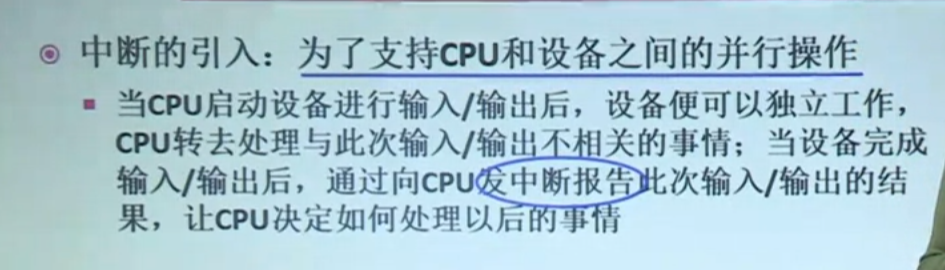 中断的引入：为了支持CPU和设备之间的并行操作
当CPU启动设备进行输入/输出后，设备便可以独立工作，
CPU转去处理与此次输入/输出不相关的事情；当设备完成
输入/输出后，通过向CPU发中断报告此次输入/输出的结
果，让CPU决定如何处理以后的事情